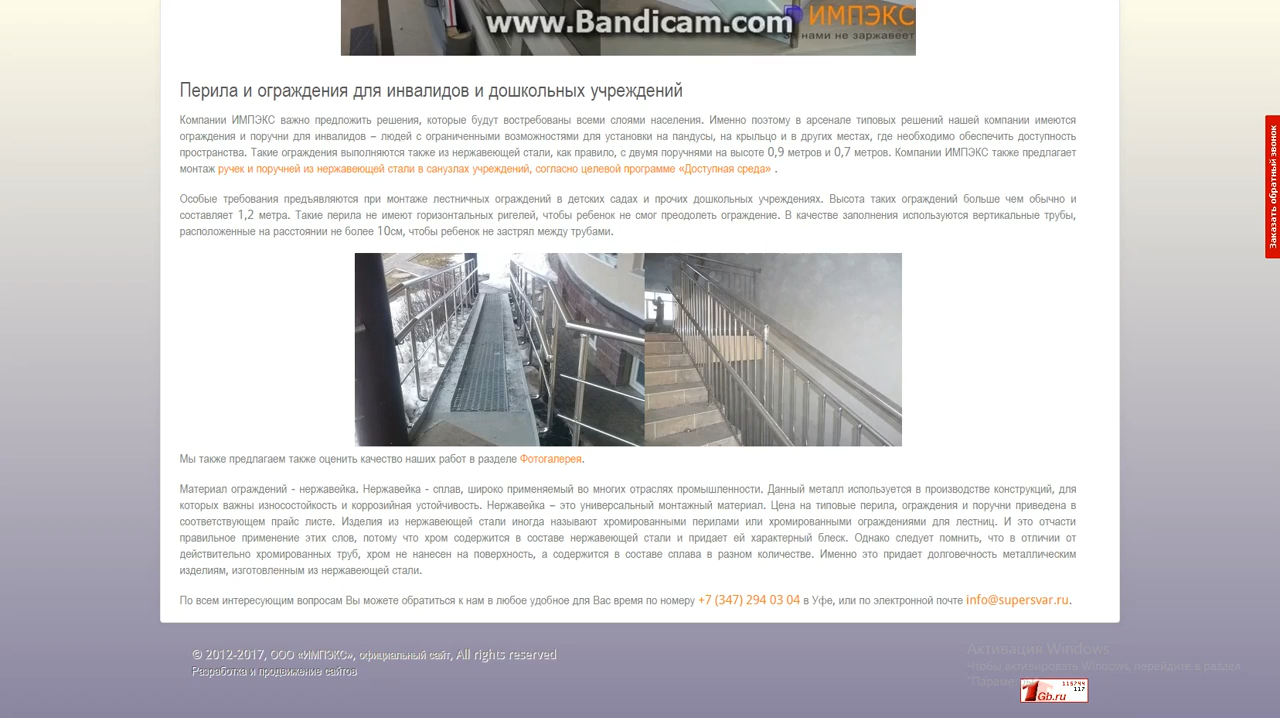 www.Bandicam.com
ИМПЭКС
нами не заржавеет
Перила и ограждения для инвалидов и дошкольных учреждений
Компании ИМПЭКС важно предложить решения, которые будут востребованы всеми слоями населения. Именно поэтому в арсенале типовых решений нашей компании имеются
ограждения и поручни для инвалидов – людей с ограниченными возможностями для установки на пандусы, на крыльцо и в других местах, где необходимо обеспечить доступность
пространства. Такие ограждения выполняются также из нержавеющей стали, как правило, с двумя поручнями на высоте 0,9 метров и 0,7 метров. Компании ИМПЭКС также предлагает
монтаж ручек и поручней из нержавеющей стали в санузлах учреждений, согласно целевой программе «Доступная среда» .
Особые требования предъявляются при монтаже лестничных ограждений в детских садах и прочих дошкольных учреждениях. Высота таких ограждений больше чем обычно и
составляет 1,2 метра. Такие перила не имеют горизонтальных ригелей, чтобы ребенок не смог преодолеть ограждение. В качестве заполнения используются вертикальные трубы,
расположенные на расстоянии не более 10см, чтобы ребенок не застрял между трубами.
Мы также предлагаем также оценить качество наших работ в разделе Фотогалерея.
Материал ограждений - нержавейка. Нержавейка - сплав, широко применяемый во многих отраслях промышленности. Данный металл используется в производстве конструкций, для
которых важны износостойкость и коррозийная устойчивость. Нержавейка – это универсальный монтажный материал. Цена на типовые перила, ограждения и поручни приведена в
соответствующем прайс листе. Изделия из нержавеющей стали иногда называют хромированными перилами или хромированными ограждениями для лестниц. И это отчасти
правильное применение этих слов, потому что хром содержится в составе нержавеющей стали и придает ей характерный блеск. Однако следует помнить, что в отличии от
действительно хромированных труб, хром не нанесен на поверхность, а содержится в составе сплава в разном количестве. Именно это придает долговечность металлическим
изделиям, изготовленным из нержавеющей стали.
По всем интересующим вопросам Вы можете обратиться к нам в любое удобное для Вас время по номеру +7 (347) 294 03 04 в Уфе, или по электронной почте info@supersvar.ru.
Заказать обратный звонок
© 2012-2017, ООО «ИМПЭКС», официальный сайт, All rights reserved
Разработка и продвижение сайтов
Активация Windows
Чтобы активировать Windows, перейдите в раздел
115744
117
1Gb.ru